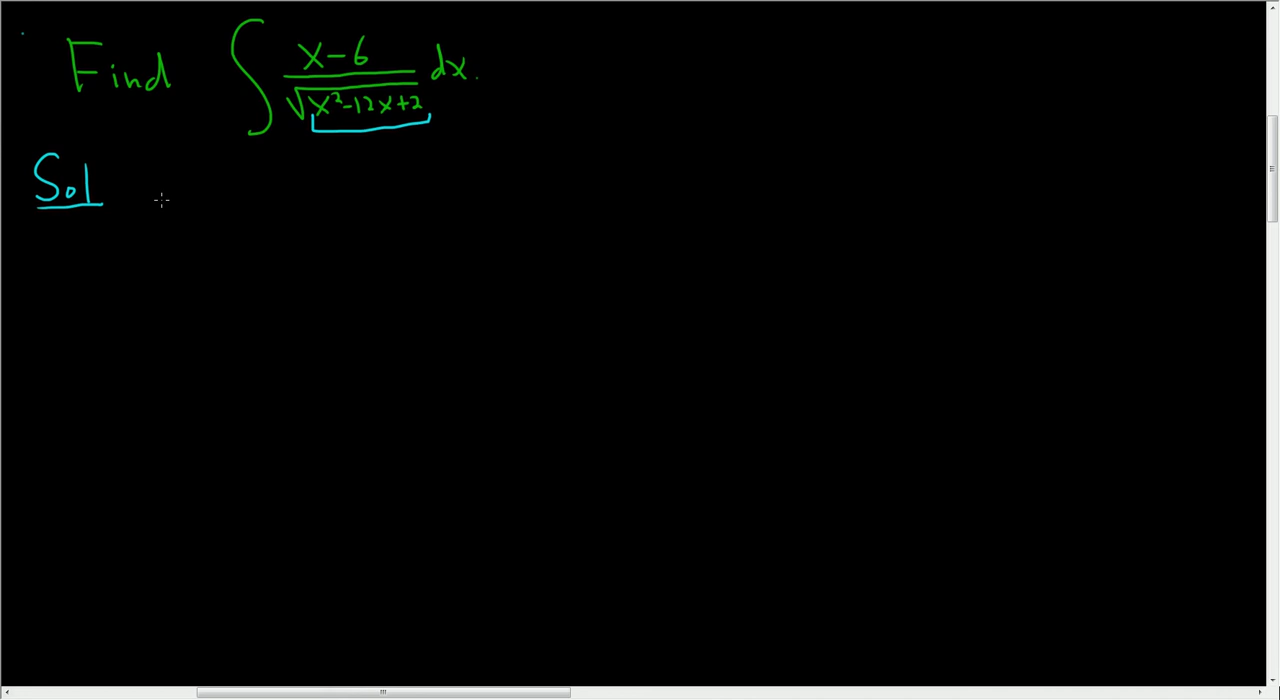 Find ∫ x-6 / √(x²-12x+2) dx.
Sol